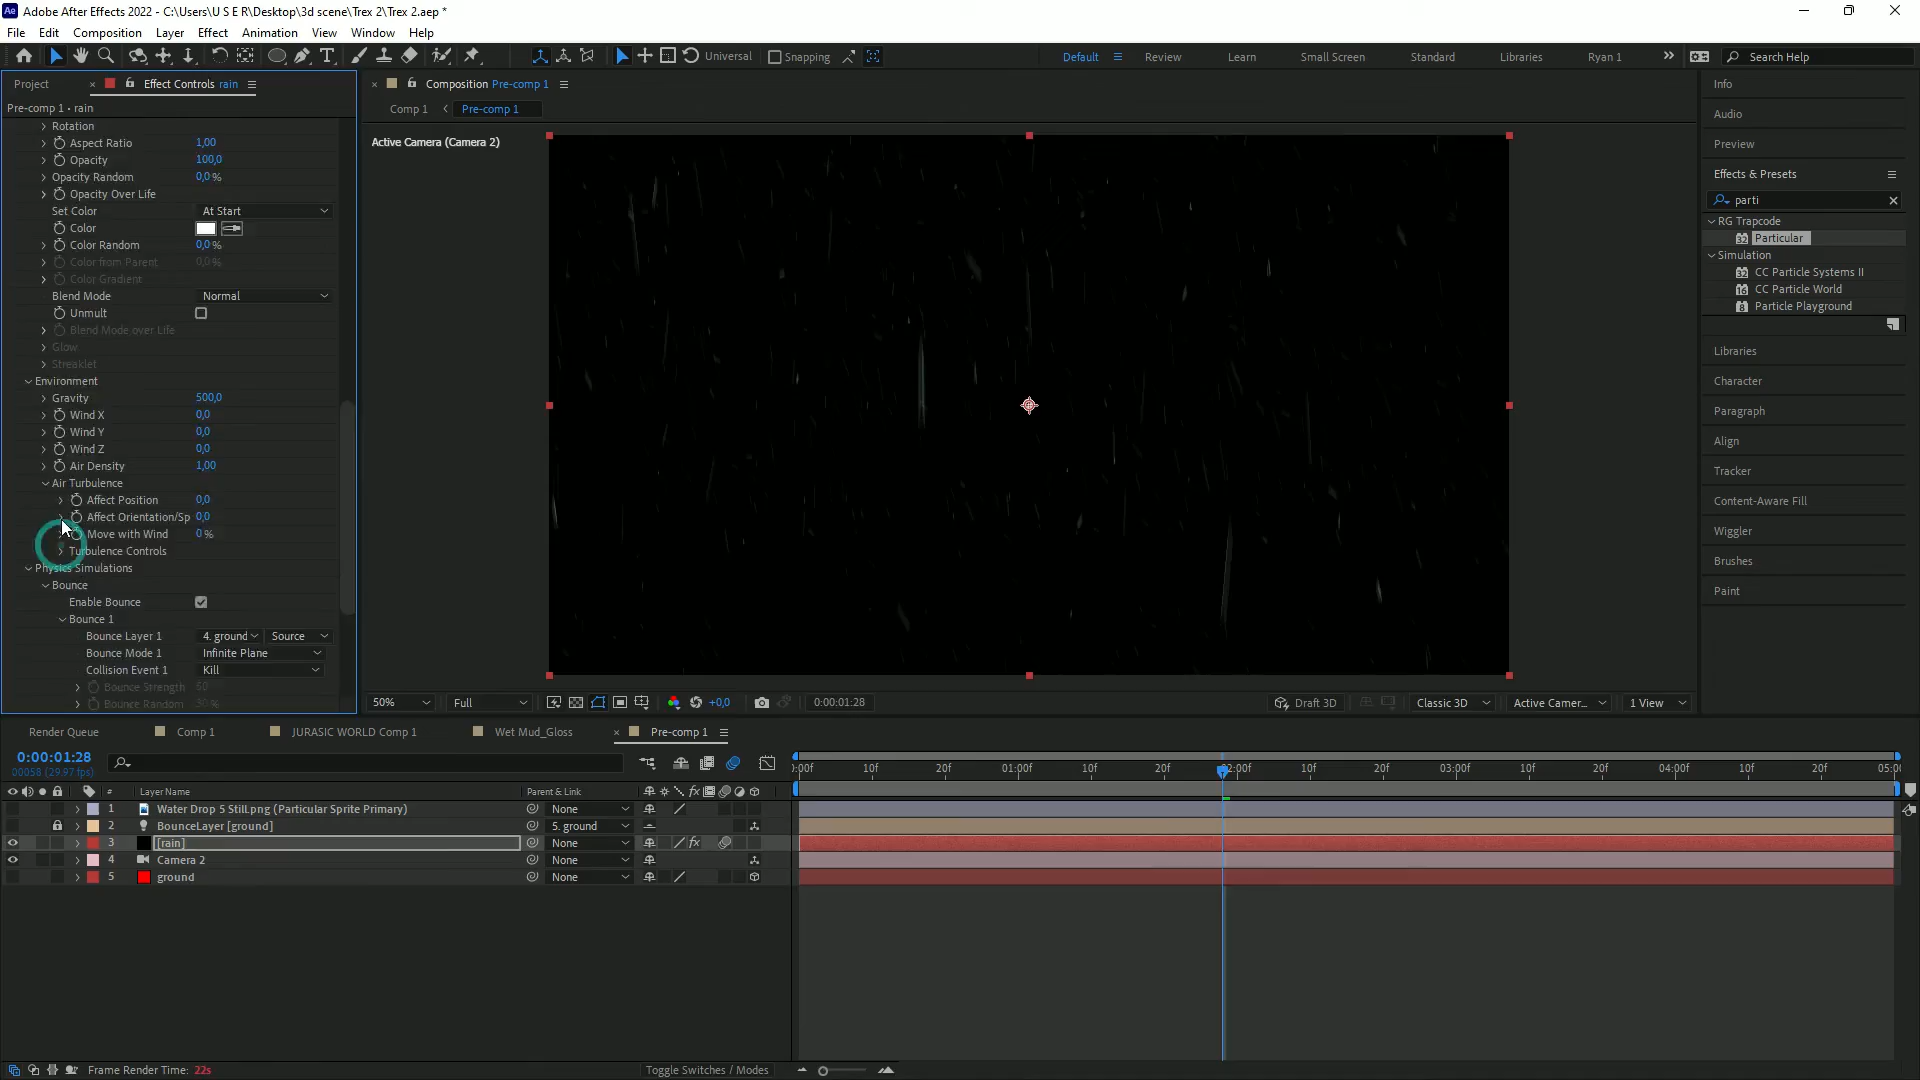 Adobe After Effects 2022 - C:\Users\U S E R\Desktop\3d scene\Trex 2\Trex 2.aep *
File Edit Composition Layer Effect Animation View Window Help
Universal Snapping Default Review Learn Small Screen Standard Libraries Ryan 1 Search Help
Project Effect Controls rain
Composition Pre-comp 1
Info
Pre-comp 1 • rain
Comp 1 Pre-comp 1
Audio
Rotation
Aspect Ratio 1,00
Active Camera (Camera 2)
Preview
Opacity 100,0
Opacity Random 0,0 %
Effects & Presets
Opacity Over Life
parti
Set Color At Start
RG Trapcode
Color
32 Particular
Color Random 0,0 %
Simulation
Color from Parent 0,0 %
32 CC Particle Systems II
Color Gradient
16 CC Particle World
Blend Mode Normal
8 Particle Playground
Unmult
Blend Mode over Life
Glow
Libraries
Streaklet
Environment
Character
Gravity 500,0
Wind X 0,0
Paragraph
Wind Y 0,0
Align
Wind Z 0,0
Air Density 1,00
Tracker
Air Turbulence
Affect Position 0,0
Content-Aware Fill
Affect Orientation/Sp 0,0
Move with Wind 0 %
Wiggler
Turbulence Controls
Brushes
Physics Simulations
Bounce
Paint
Enable Bounce
Bounce 1
Bounce Layer 1 4. ground Source
Bounce Mode 1 Infinite Plane
Collision Event 1 Kill
Bounce Strength 50
Bounce Random 30 %
50% Full +0,0 0:00:01:28 Draft 3D Classic 3D Active Camer... 1 View
Render Queue Comp 1 JURASIC WORLD Comp 1 Wet Mud_Gloss Pre-comp 1
0:00:01:28
00058 (29.97 fps)
):00f 10f 20f 01:00f 10f 20f 02:00f 10f 20f 03:00f 10f 20f 04:00f 10f 20f 05:00
# Layer Name Parent & Link
1 Water Drop 5 Still.png (Particular Sprite Primary) None
2 BounceLayer [ground] 5. ground
3 [rain] None
4 Camera 2 None
5 ground None
Frame Render Time: 22s
Toggle Switches / Modes